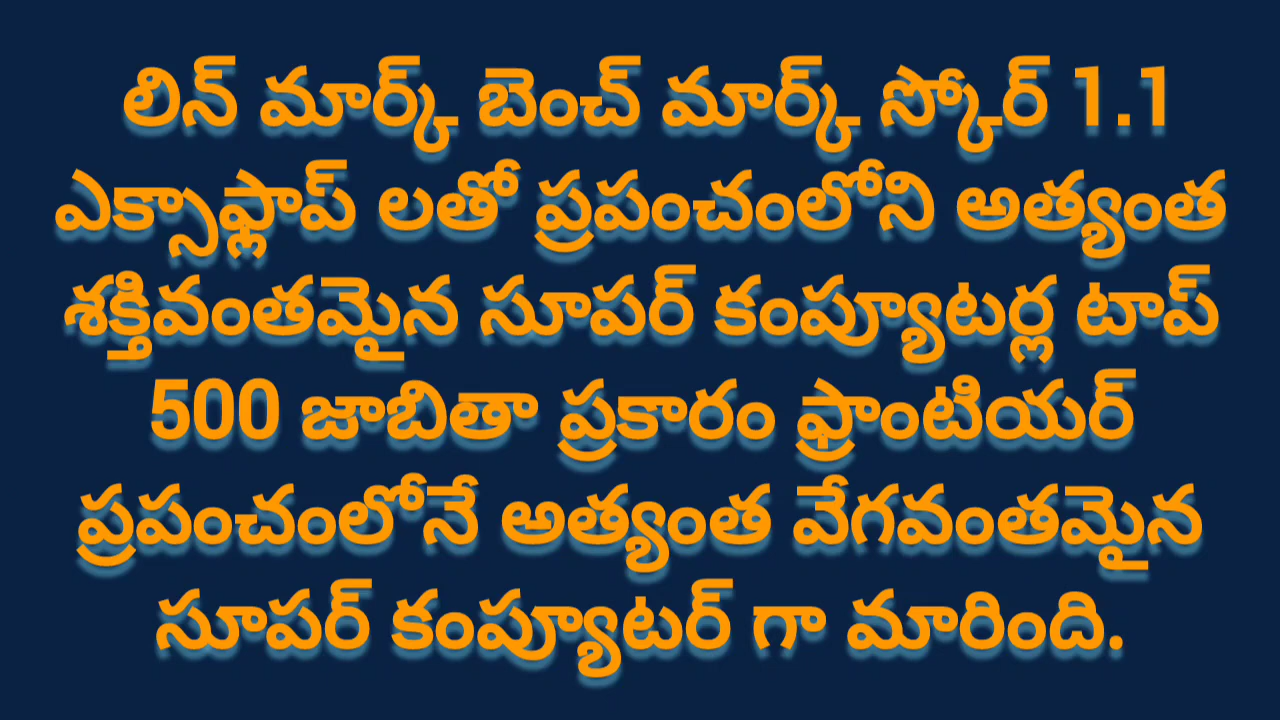 లిన్ మార్క్ బెంచ్ మార్క్ స్కోర్ 1.1
ఎక్సాఫ్లాప్ లతో ప్రపంచంలోని అత్యంత
శక్తివంతమైన సూపర్ కంప్యూటర్ల టాప్
500 జాబితా ప్రకారం ఫ్రాంటియర్
ప్రపంచంలోనే అత్యంత వేగవంతమైన
సూపర్ కంప్యూటర్ గా మారింది.